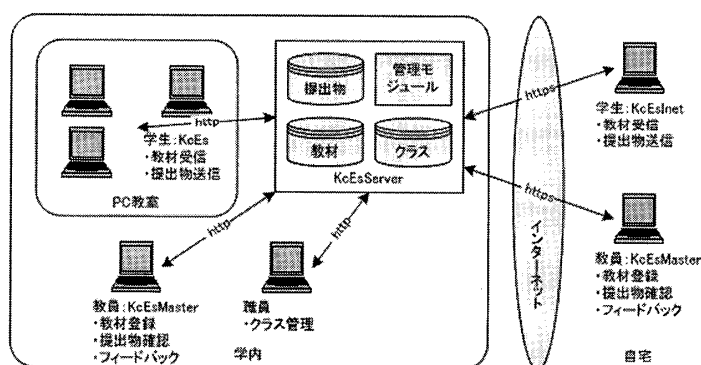 提出物
管理モ
ジュール
教材
クラス
KcEsServer
http
学生:KcEs
・教材受信
・提出物送信
PC教室
http
教員:KcEsMaster
・教材登録
・提出物確認
・フィードバック
http
職員
・クラス管理
学内
https
https
インターネット
学生:KcEsInet
・教材受信
・提出物送信
教員:KcEsMaster
・教材登録
・提出物確認
・フィードバック
自宅